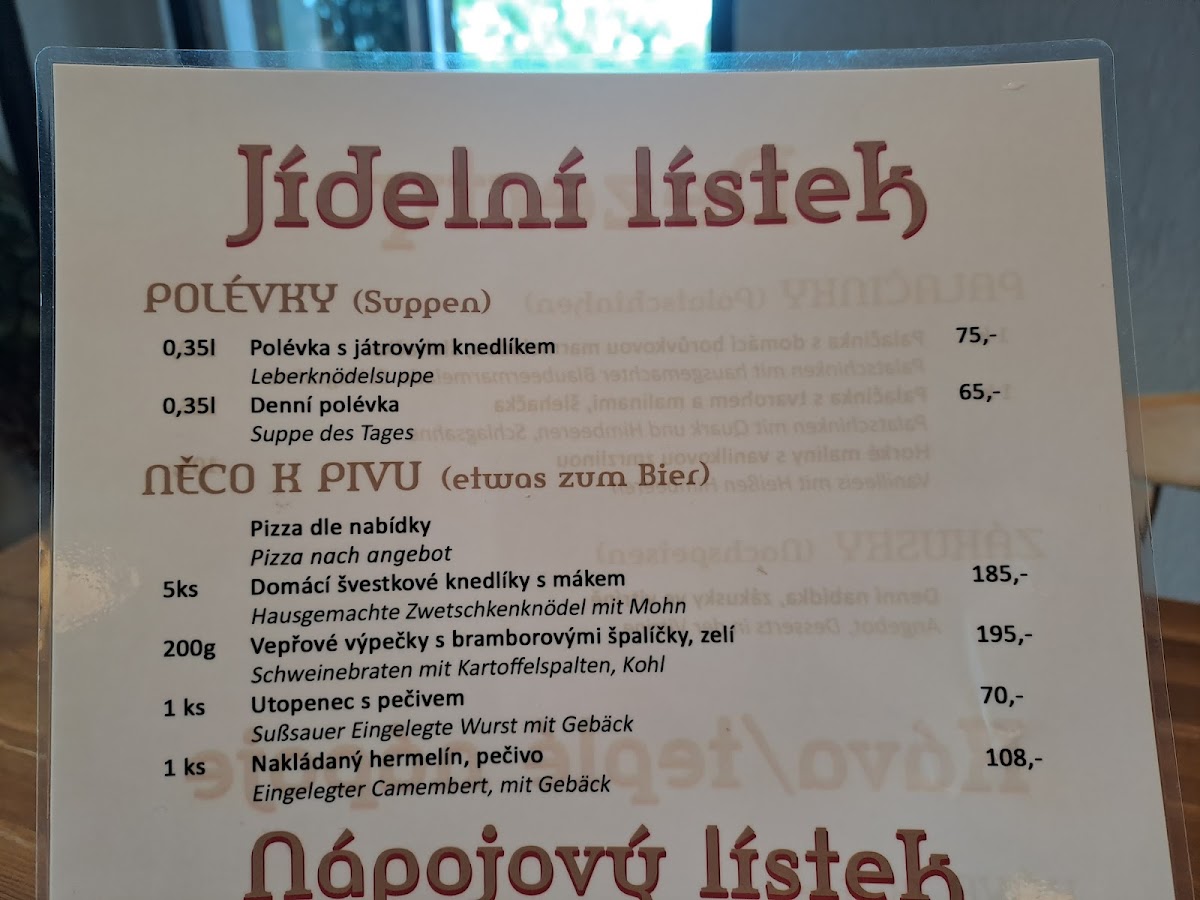 Jídelní lístek
POLÉVKY (Suppen)
0,35l Polévka s játrovým knedlíkem 75,-
Leberknödelsuppe
0,35l Denní polévka 65,-
Suppe des Tages
NĚCO K PIVU (etwas zum Bier)
Pizza dle nabídky
Pizza nach angebot
5ks Domácí švestkové knedlíky s mákem 185,-
Hausgemachte Zwetschkenknödel mit Mohn
200g Vepřové výpečky s bramborovými špalíčky, zelí 195,-
Schweinebraten mit Kartoffelspalten, Kohl
1 ks Utopenec s pečivem 70,-
Sußsauer Eingelegte Wurst mit Gebäck
1 ks Nakládaný hermelín, pečivo 108,-
Eingelegter Camembert, mit Gebäck
Nápojový lístek